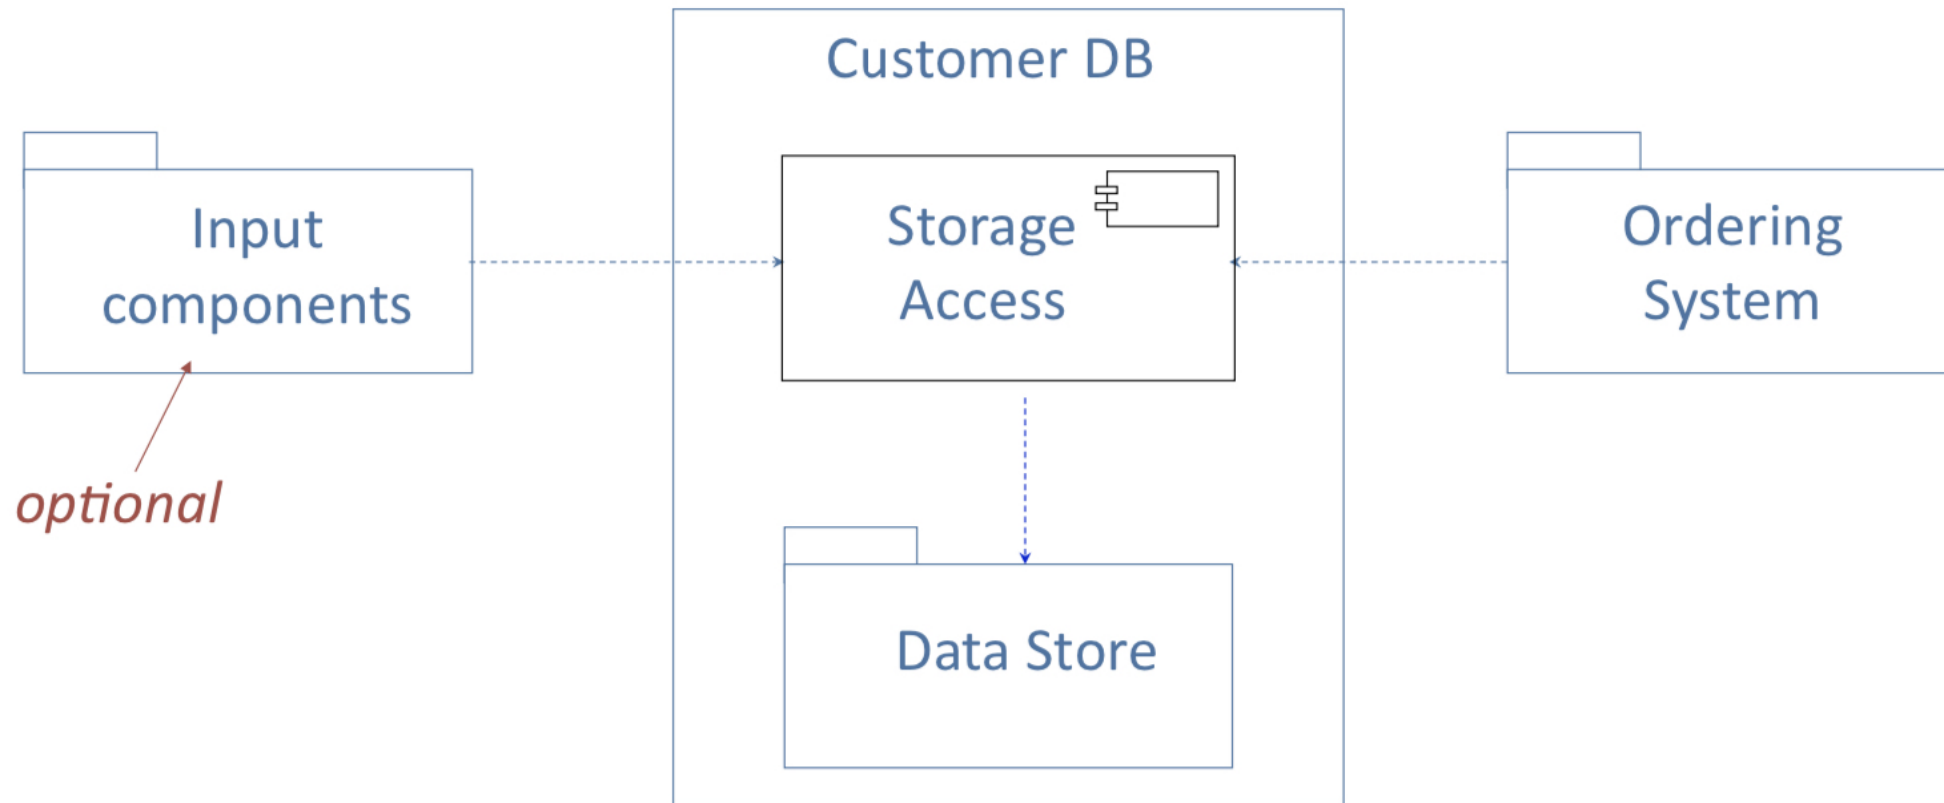 Customer DB
Input
components
Storage
Access
Ordering
System
optional
Data Store